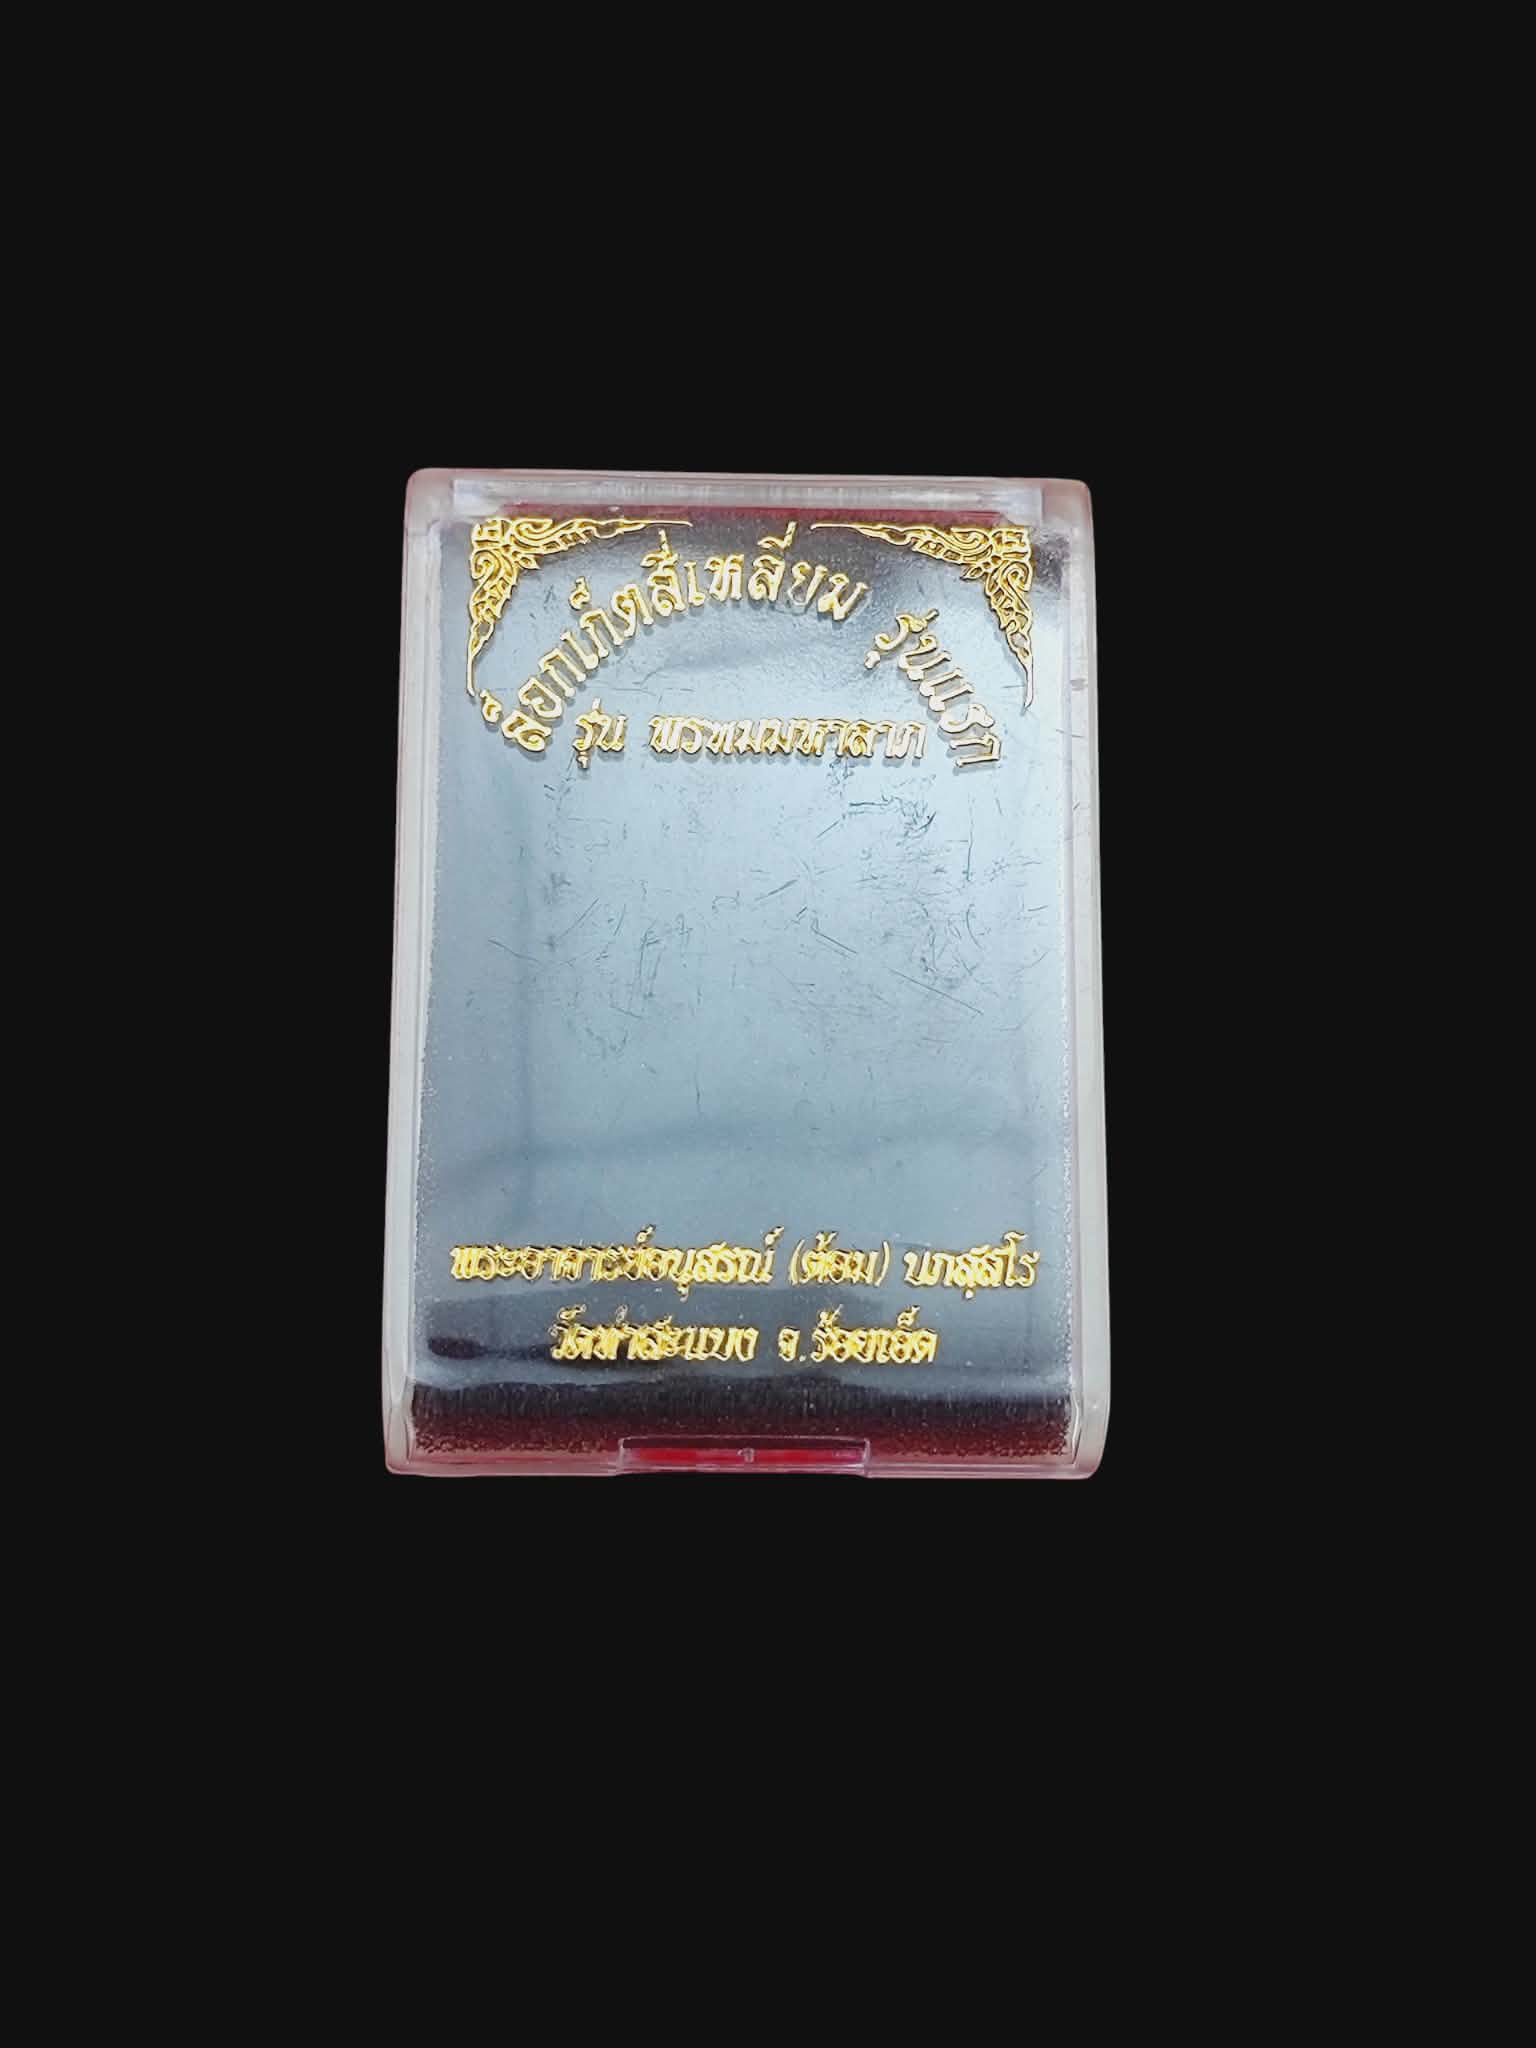 ล็อกเก็ตสี่เหลี่ยม รุ่นแรก
รุ่น พรหมมหาลาภ
พระอาจารย์อนุสรณ์ (ต้อม) ปภสฺสโร
วัดท่าสะแบง จ.ร้อยเอ็ด